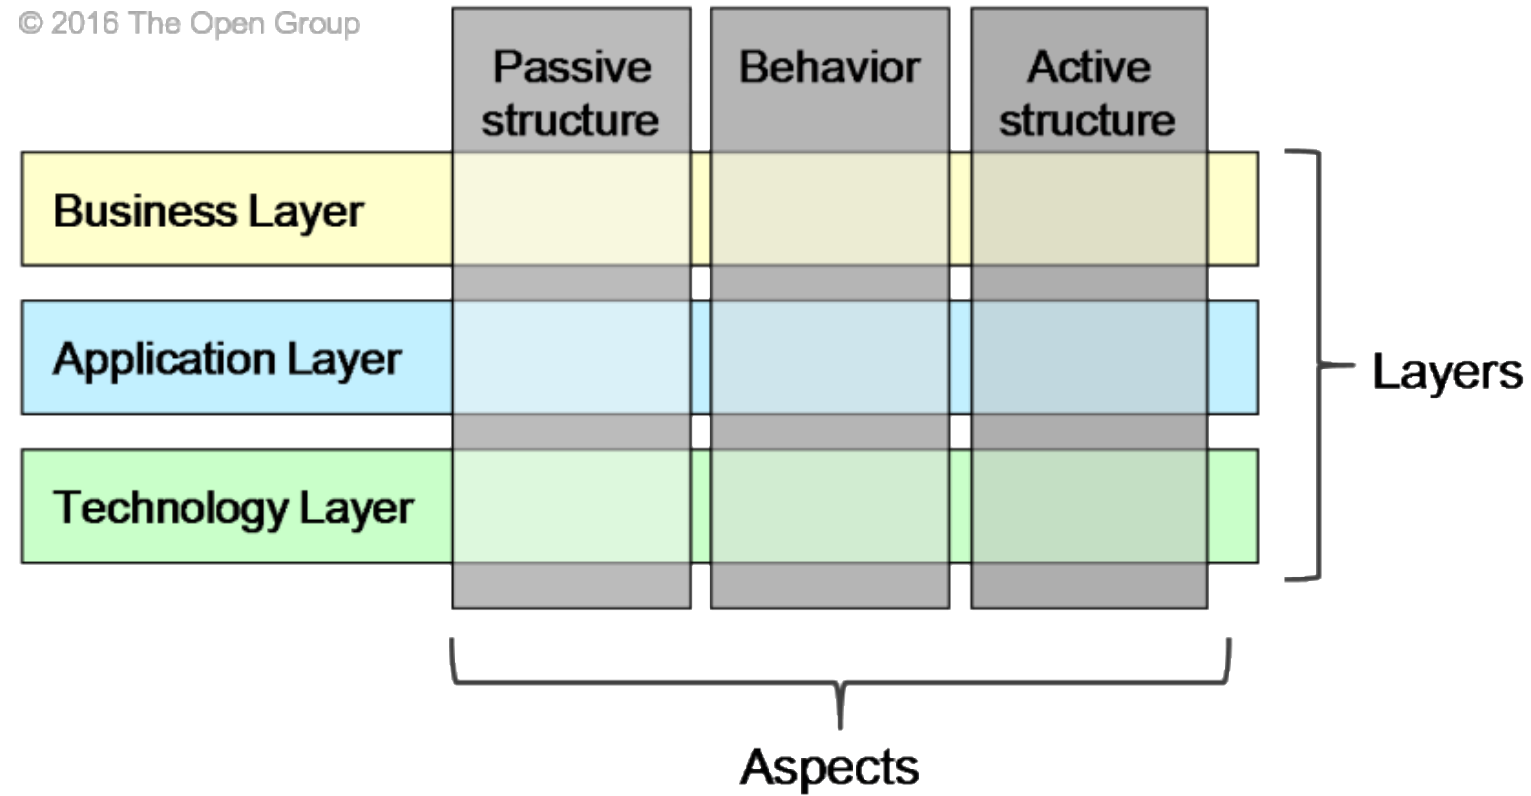 © 2016 The Open Group
Passive
structure
Behavior
Active
structure
Business Layer
Application Layer
Technology Layer
Layers
Aspects